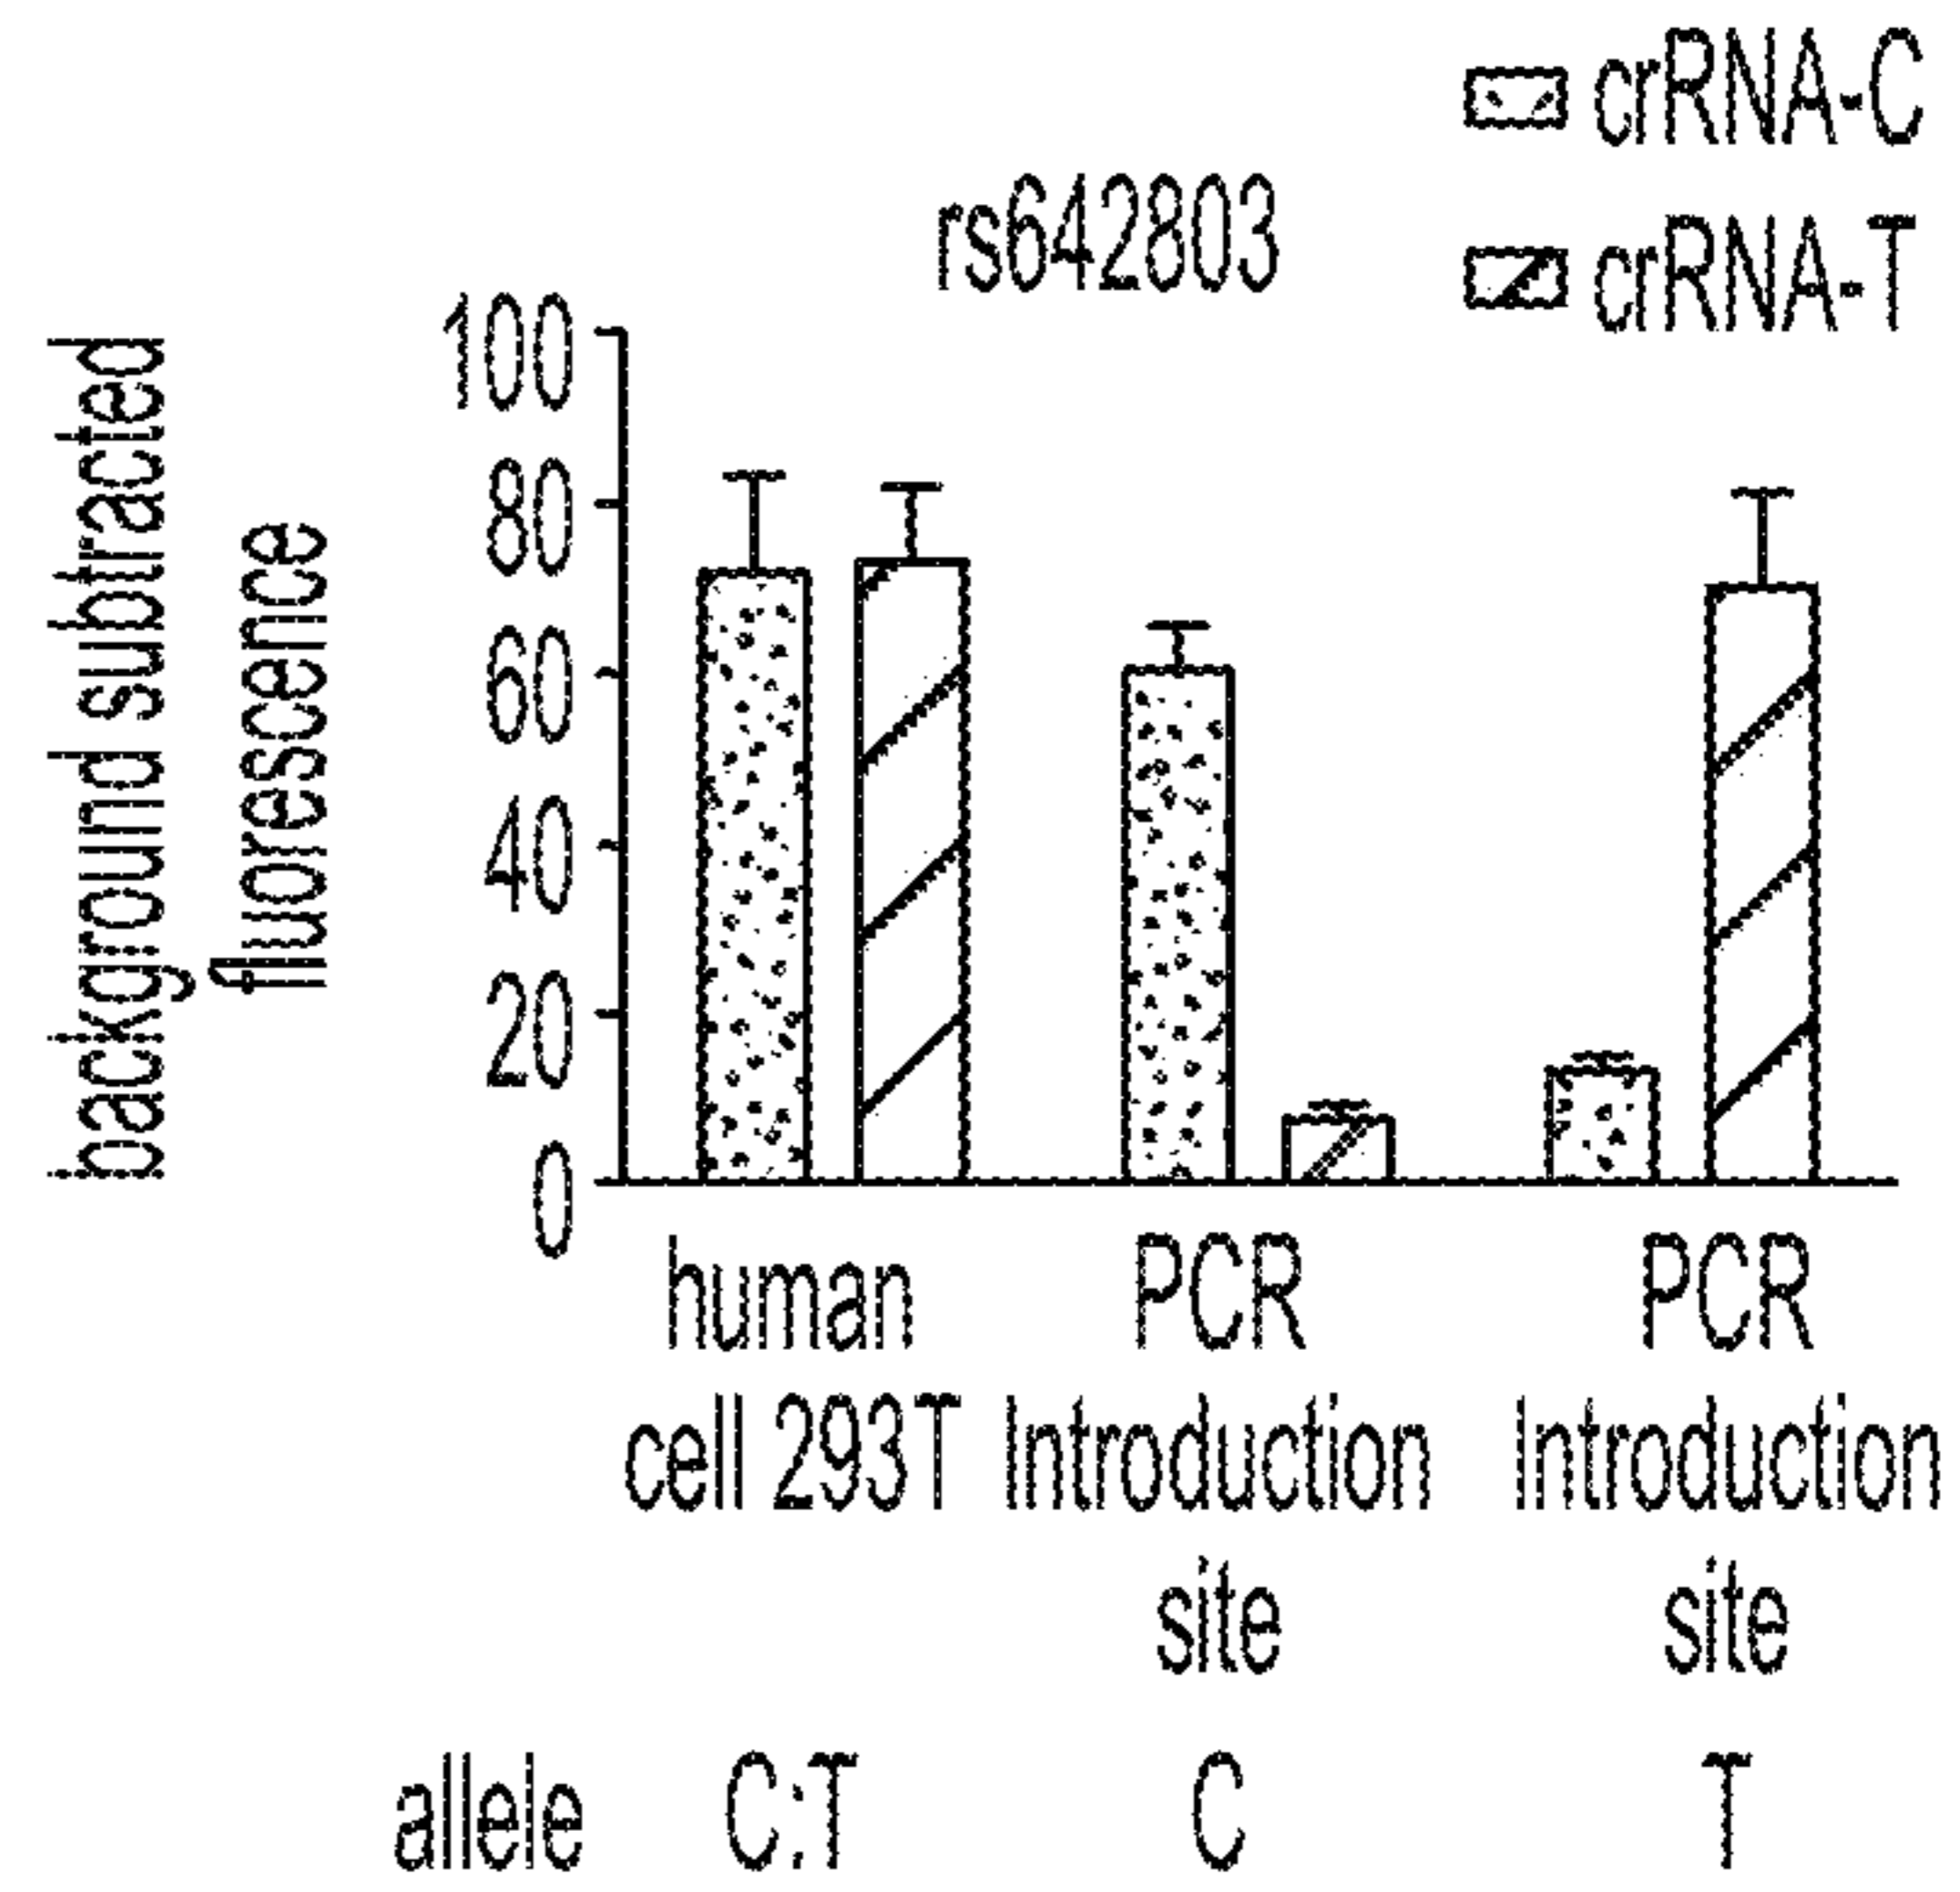 crRNA-C
rs642803
crRNA-T
background subtracted
fluorescence
100
80
60
40
20
0
human
cell 293T
PCR
Introduction
site
PCR
Introduction
site
allele C:T C T